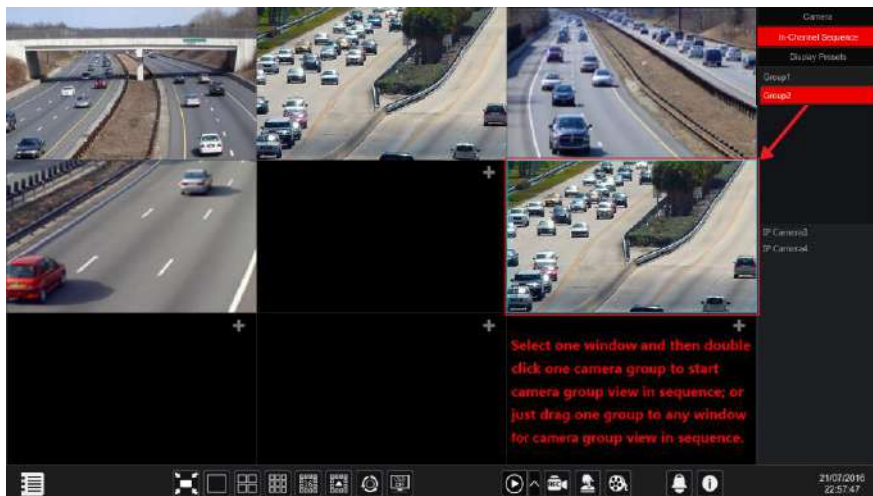 Camera
In-Channel Sequence
Display Presets
Group1
Group2
IP Camera3
IP Camera4
Select one window and then double
click one camera group to start
camera group view in sequence; or
just drag one group to any window
for camera group view in sequence.
REC
21/07/2016
22:57:47